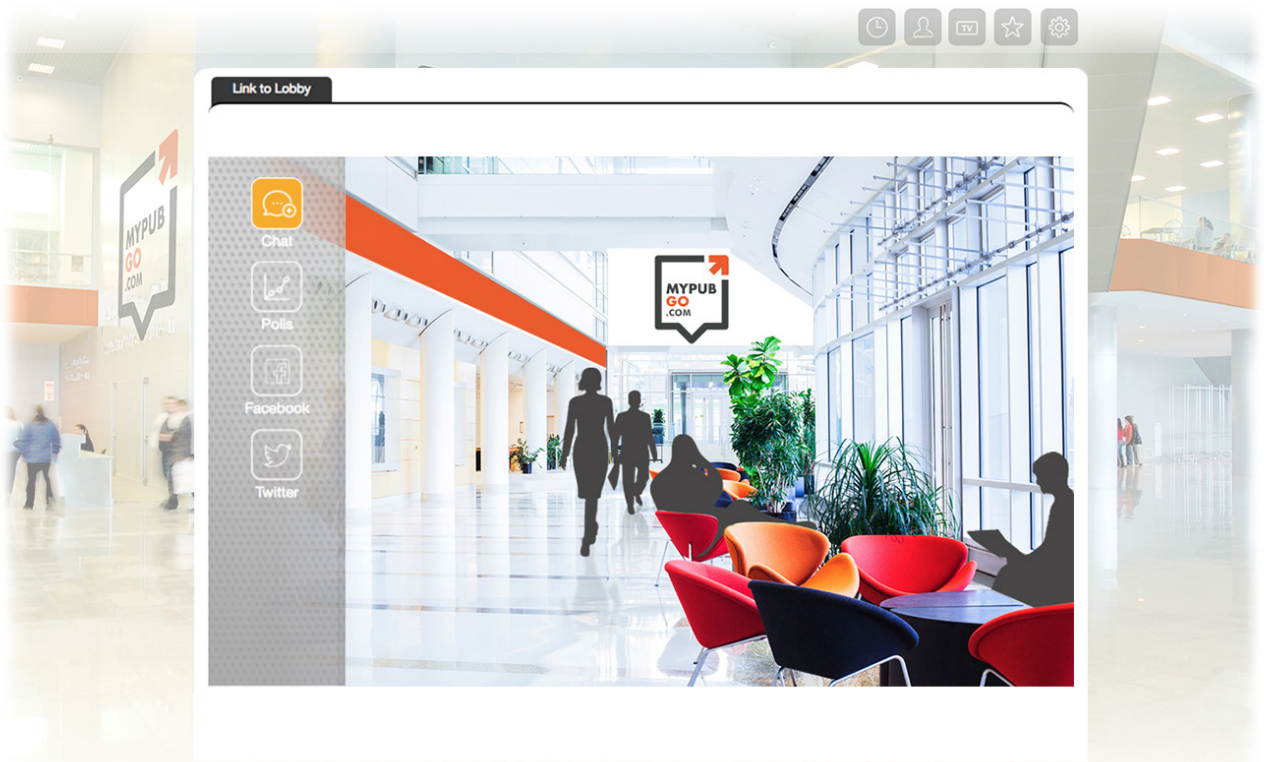 TV
Link to Lobby
MYPUB
GO
.COM
Chat
Polls
Facebook
Twitter
MYPUB
GO
.COM